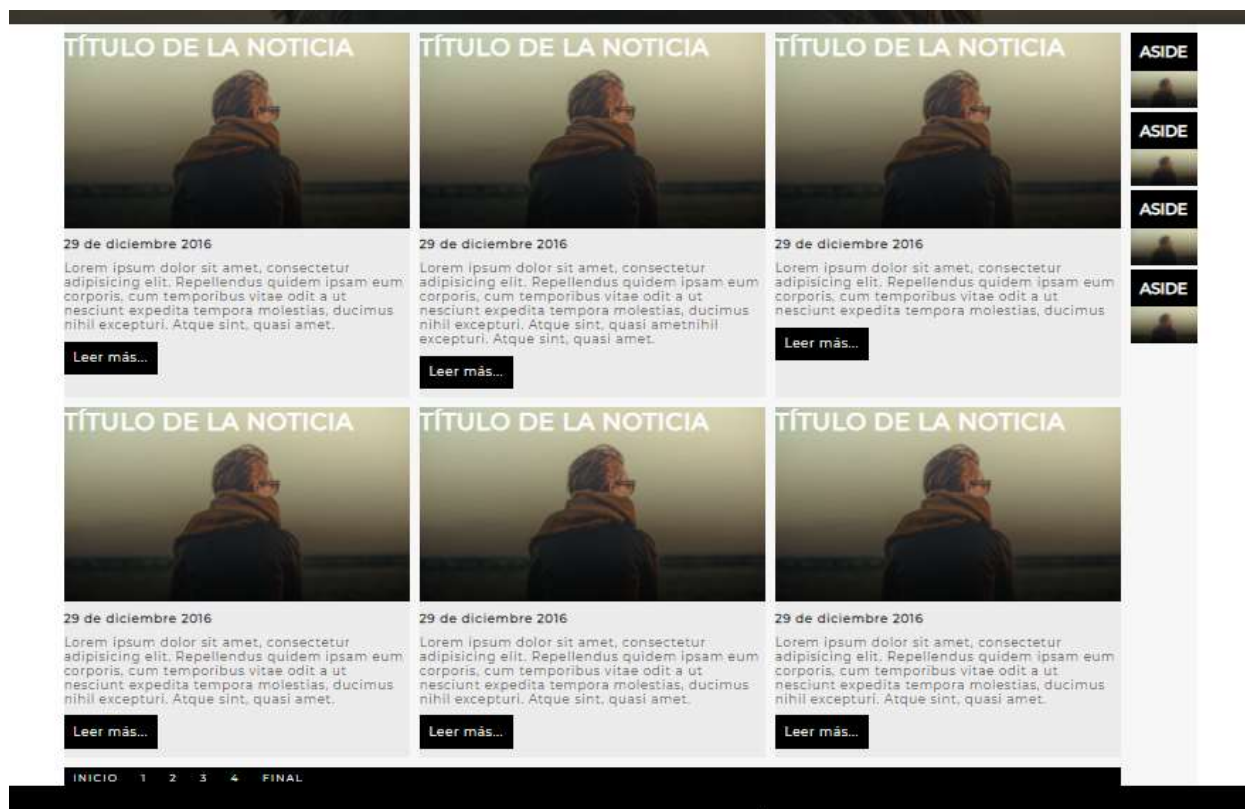 TÍTULO DE LA NOTICIA
29 de diciembre 2016
Lorem ipsum dolor sit amet, consectetur
adipisicing elit. Repellendus quidem ipsam eum
corporis, cum temporibus vitae odit a ut
nesciunt expedita tempora molestias, ducimus
nihil excepturi. Atque sint, quasi amet.
Leer más...
TÍTULO DE LA NOTICIA
29 de diciembre 2016
Lorem ipsum dolor sit amet, consectetur
adipisicing elit. Repellendus quidem ipsam eum
corporis, cum temporibus vitae odit a ut
nesciunt expedita tempora molestias, ducimus
nihil excepturi. Atque sint, quasi ametnihil
excepturi. Atque sint, quasi amet.
Leer más...
TÍTULO DE LA NOTICIA
29 de diciembre 2016
Lorem ipsum dolor sit amet, consectetur
adipisicing elit. Repellendus quidem ipsam eum
corporis, cum temporibus vitae odit a ut
nesciunt expedita tempora molestias, ducimus
Leer más...
TÍTULO DE LA NOTICIA
29 de diciembre 2016
Lorem ipsum dolor sit amet, consectetur
adipisicing elit. Repellendus quidem ipsam eum
corporis, cum temporibus vitae odit a ut
nesciunt expedita tempora molestias, ducimus
nihil excepturi. Atque sint, quasi amet.
Leer más...
TÍTULO DE LA NOTICIA
29 de diciembre 2016
Lorem ipsum dolor sit amet, consectetur
adipisicing elit. Repellendus quidem ipsam eum
corporis, cum temporibus vitae odit a ut
nesciunt expedita tempora molestias, ducimus
nihil excepturi. Atque sint, quasi amet.
Leer más...
TÍTULO DE LA NOTICIA
29 de diciembre 2016
Lorem ipsum dolor sit amet, consectetur
adipisicing elit. Repellendus quidem ipsam eum
corporis, cum temporibus vitae odit a ut
nesciunt expedita tempora molestias, ducimus
nihil excepturi. Atque sint, quasi amet.
Leer más...
ASIDE
ASIDE
ASIDE
ASIDE
INICIO 1 2 3 4 FINAL